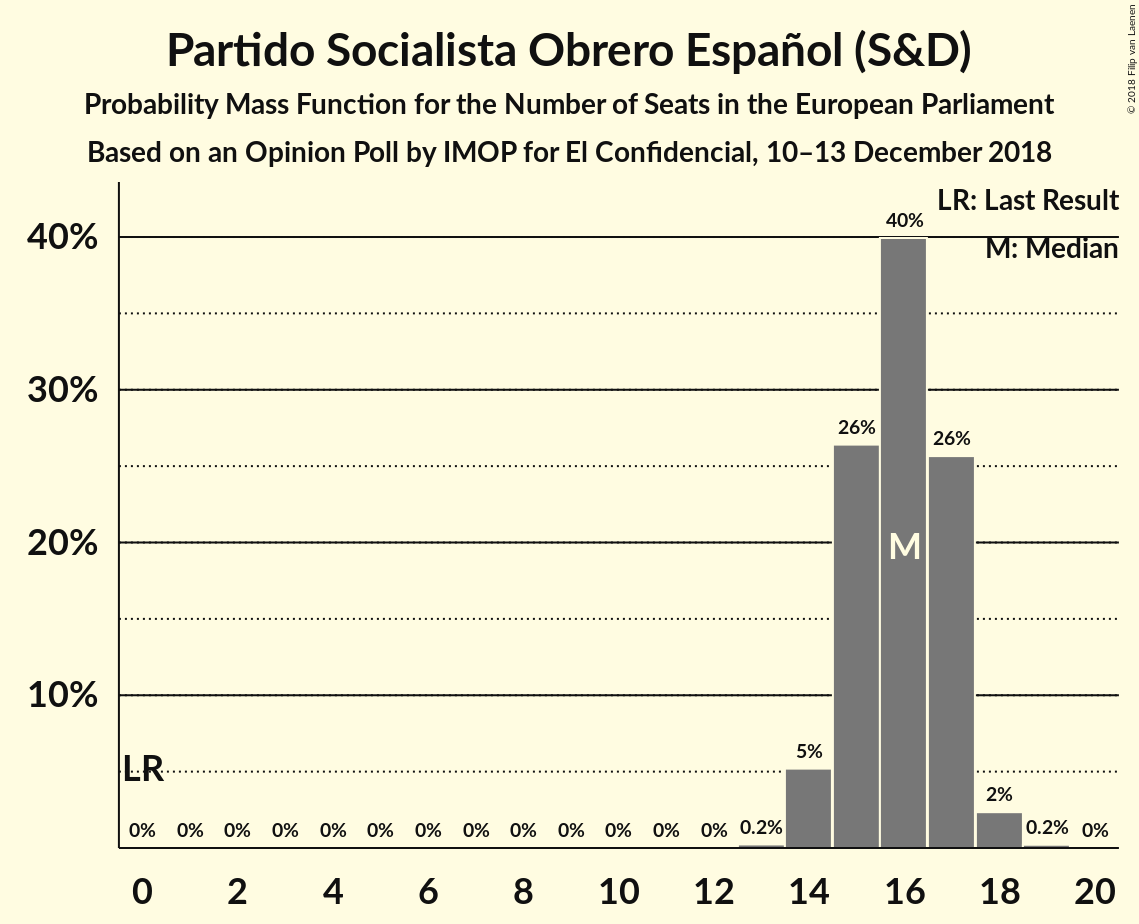 Partido Socialista Obrero Español (S&D)
Probability Mass Function for the Number of Seats in the European Parliament
Based on an Opinion Poll by IMOP for El Confidencial, 10–13 December 2018
© 2018 Filip van Laenen
LR: Last Result
M: Median
40%
30%
20%
10%
40%
26%
26%
M
5%
2%
LR
0% 0% 0% 0% 0% 0% 0% 0% 0% 0% 0% 0% 0% 0.2% 0.2% 0%
0 2 4 6 8 10 12 14 16 18 20